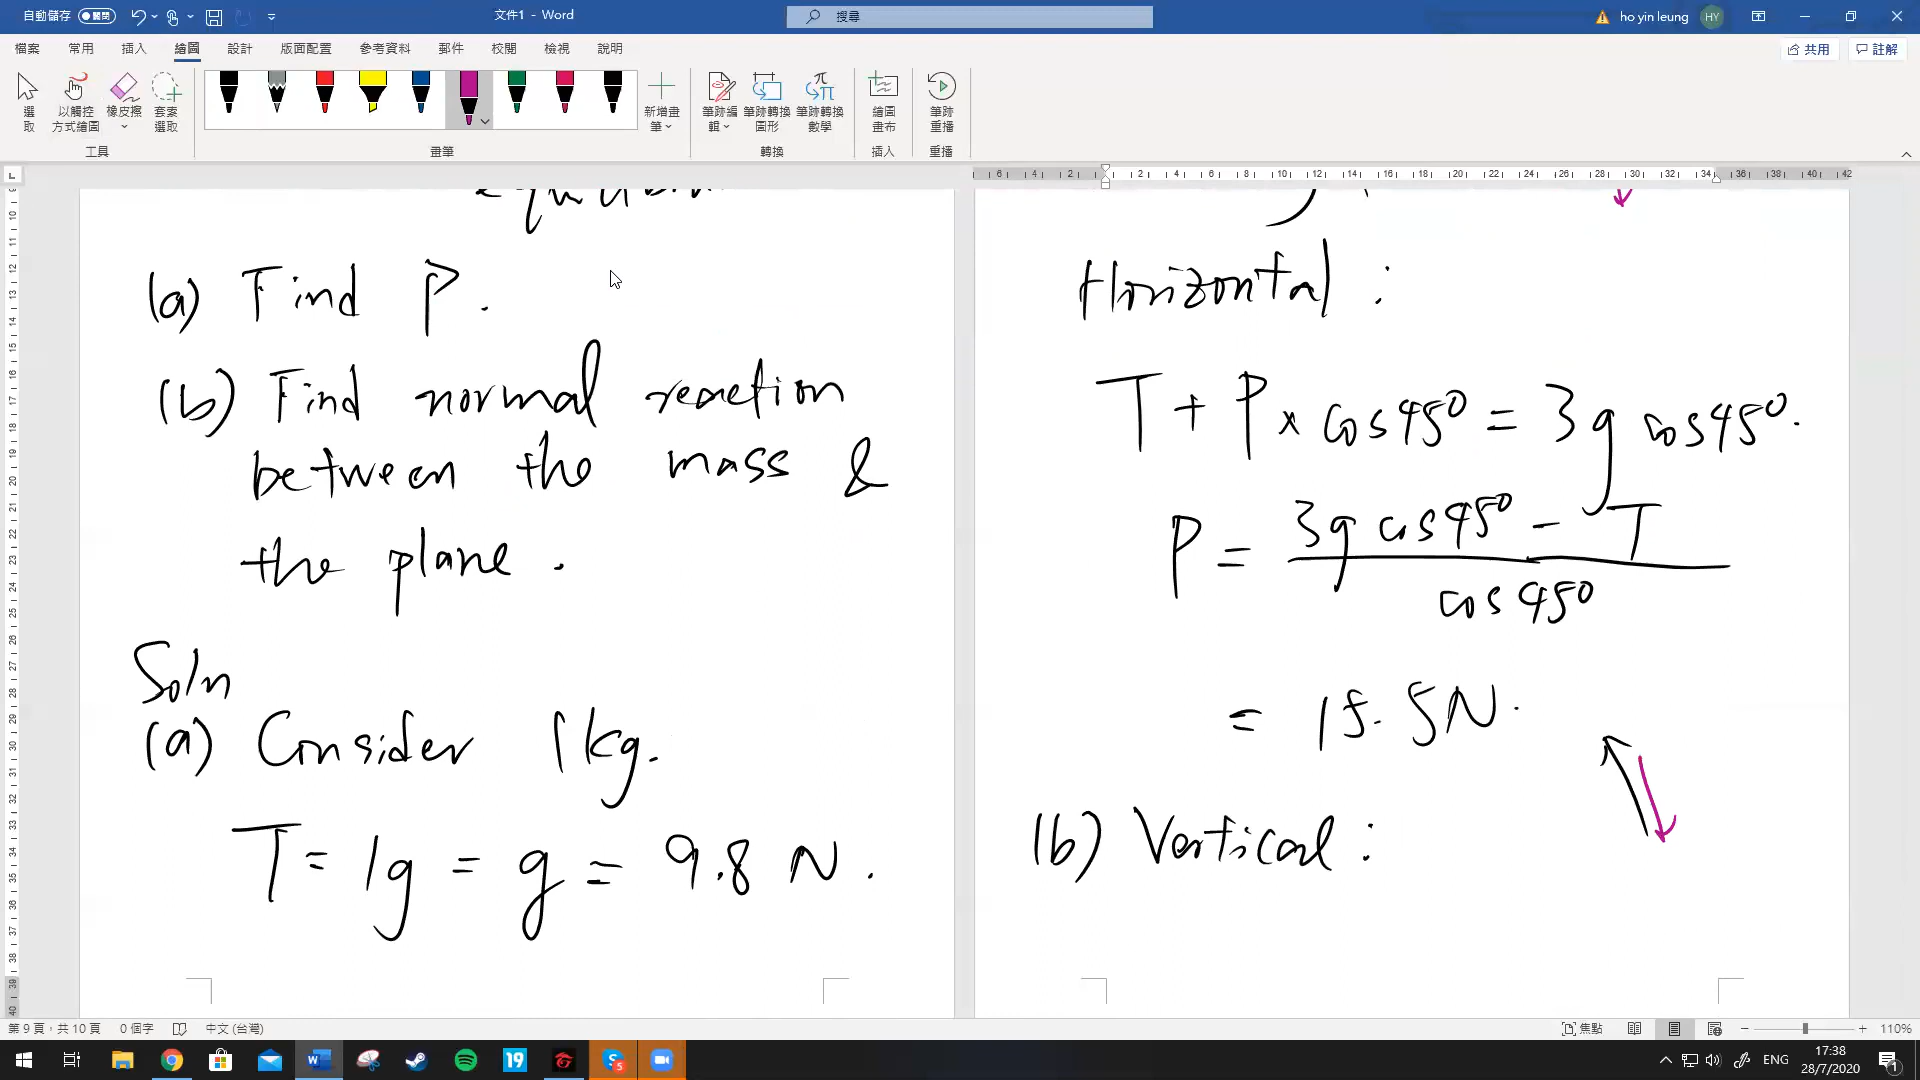 自動儲存 關閉
文件1 - Word
搜尋
ho yin leung HY
檔案 常用 插入 繪圖 設計 版面配置 參考資料 郵件 校閱 檢視 說明
共用 註解
選取
以觸控方式繪圖
橡皮擦
套索選取
新增畫筆
筆跡編輯
筆跡轉換圖形
筆跡轉換數學
繪圖畫布
筆跡重播
工具 畫筆 轉換 插入 重播
(a) Find P.
(b) Find normal reaction
between the mass &
the plane.
Soln
(a) Consider 1kg.
T = 1g = g = 9.8 N.
Horizontal :
T + P × cos45° = 3g cos45°.
P = 3g cos45° - T
cos45°
= 15.5N.
(b) Vertical :
第 9 頁，共 10 頁 0 個字 中文 (台灣)
焦點
110%
ENG
17:38
28/7/2020